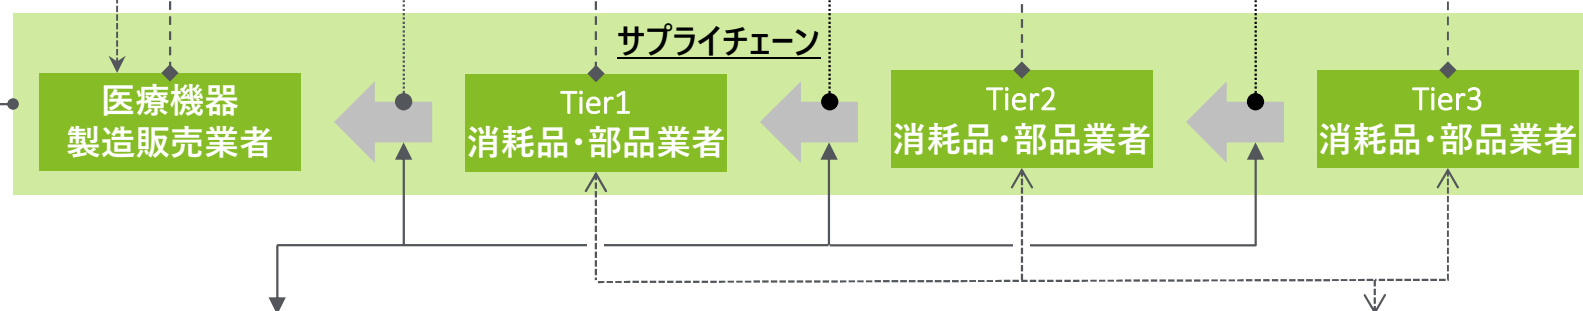 サプライチェーン
医療機器
製造販売業者
Tier1
消耗品・部品業者
Tier2
消耗品・部品業者
Tier3
消耗品・部品業者